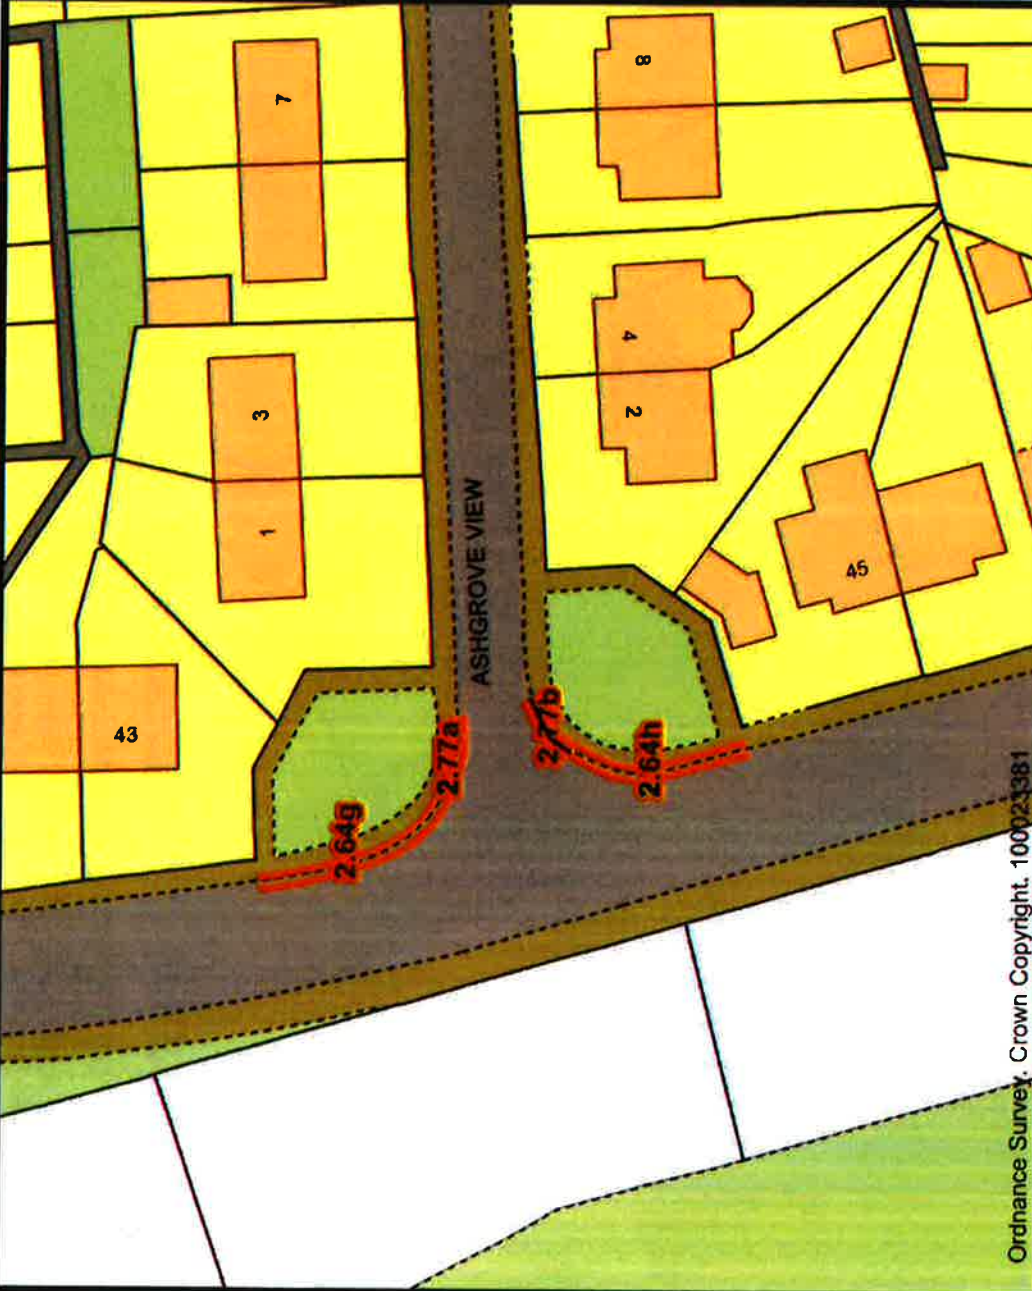 7
8
3
4
2
1
45
43
ASHGROVE VIEW
2.77a
2.77b
2.64g
2.64h
Ordnance Survey. Crown Copyright. 100023381